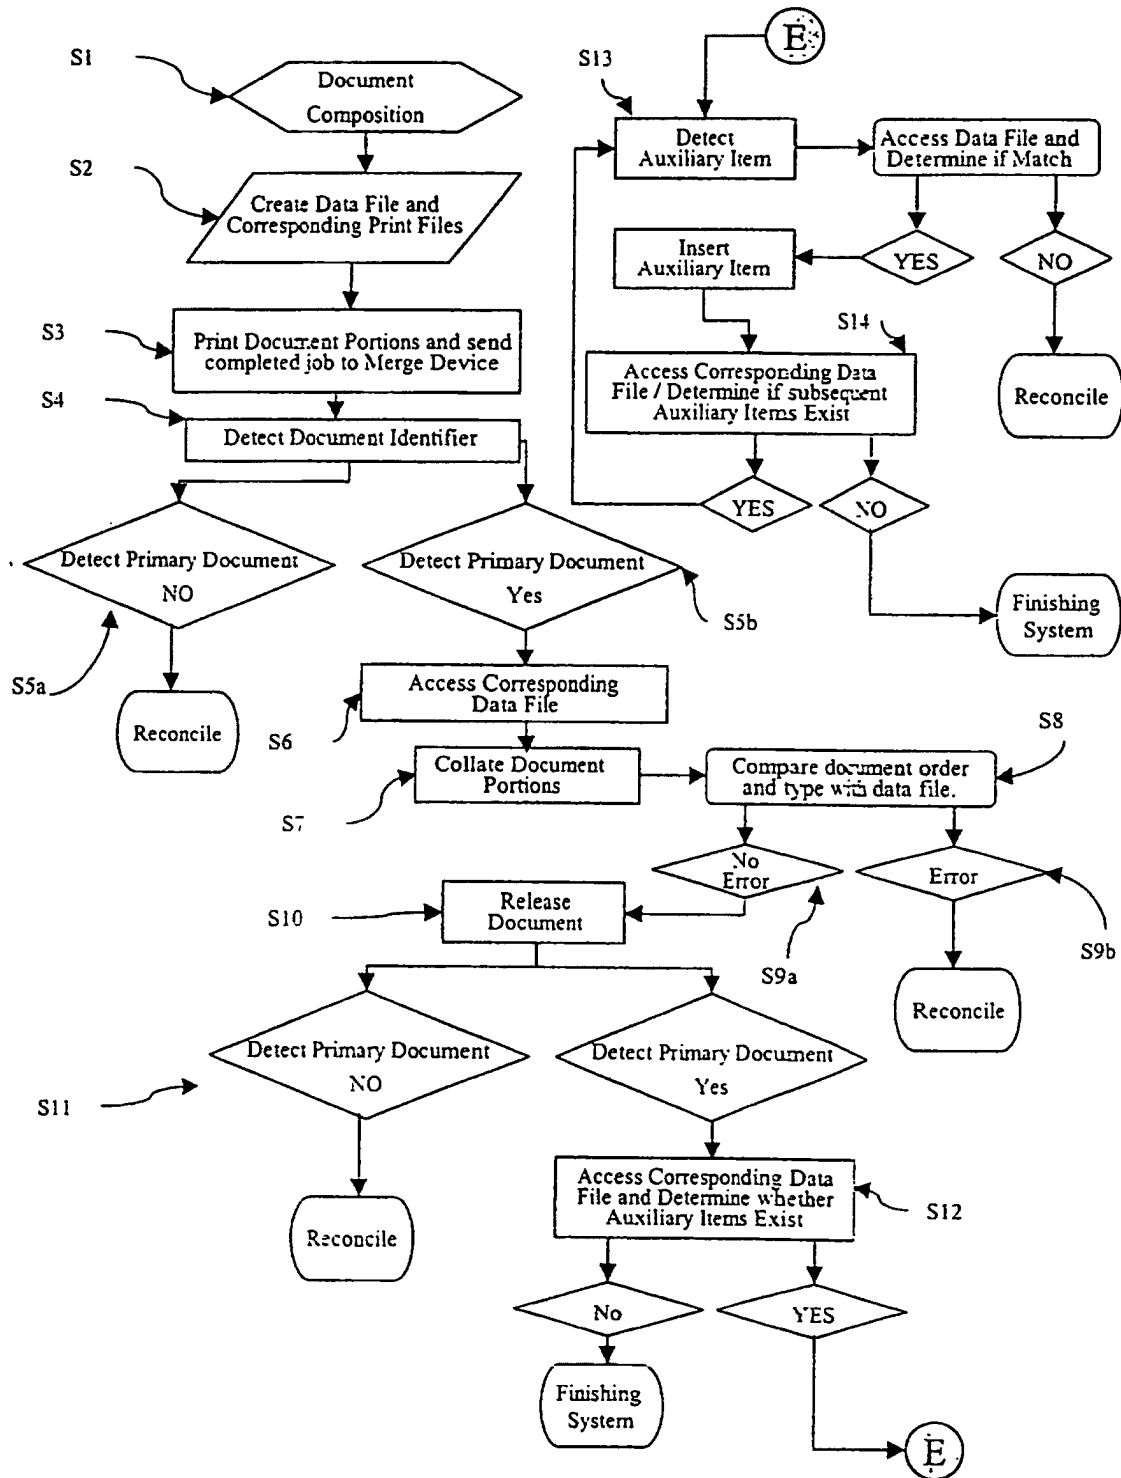 S1
Document
Composition
S2
Create Data File and
Corresponding Print Files
S3
Print Document Portions and send
completed job to Merge Device
S4
Detect Document Identifier
Detect Primary Document
NO
S5a
Reconcile
Detect Primary Document
Yes
S5b
Access Corresponding
Data File
S6
Collate Document
Portions
S7
Compare document order
and type with data file.
S8
No
Error
S9a
Error
S9b
Reconcile
Release
Document
S10
Detect Primary Document
NO
S11
Reconcile
Detect Primary Document
Yes
Access Corresponding Data
File and Determine whether
Auxiliary Items Exist
S12
No
Finishing
System
YES
E
E
S13
Detect
Auxiliary Item
Access Data File and
Determine if Match
YES
NO
Reconcile
Insert
Auxiliary Item
S14
Access Corresponding Data
File / Determine if subsequent
Auxiliary Items Exist
YES
NO
Finishing
System